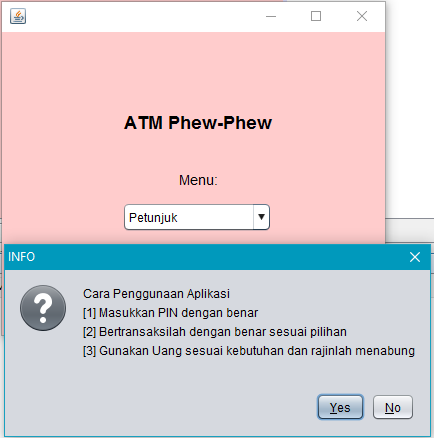 ATM Phew-Phew
Menu:
Petunjuk
INFO
Cara Penggunaan Aplikasi
[1] Masukkan PIN dengan benar
[2] Bertransaksilah dengan benar sesuai pilihan
[3] Gunakan Uang sesuai kebutuhan dan rajinlah menabung
Yes No